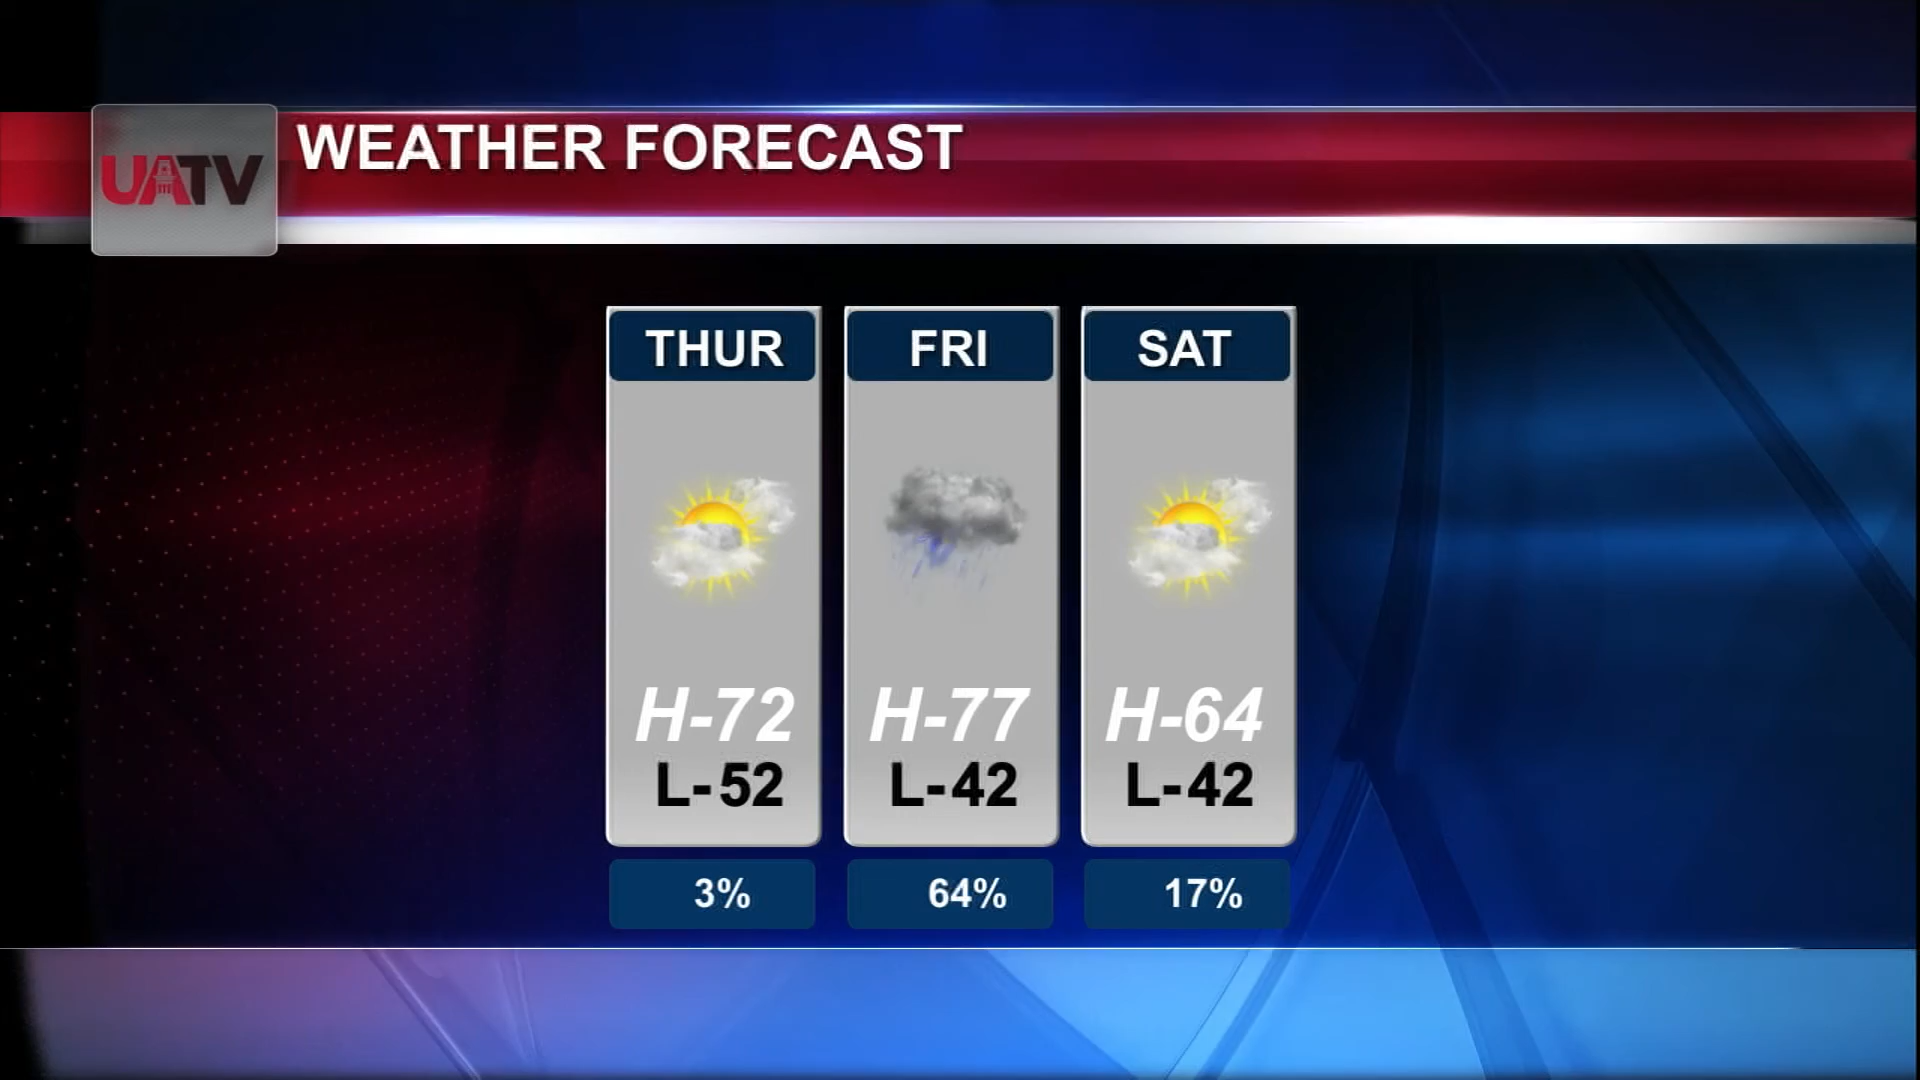 UATV
WEATHER FORECAST
THUR
FRI
SAT
H-72
L-52
H-77
L-42
H-64
L-42
3%
64%
17%